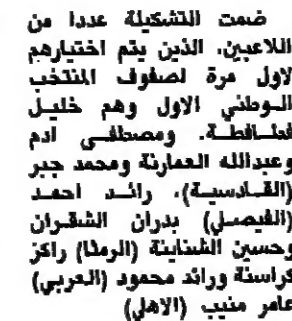 ضمت التشكيلة عددا من
اللاعبين، الذين يتم اختيارهم
لاول مرة لصفوف المنتخب
الوطني الاول وهم خليل
فلافطة. ومصطفى ادم
وعبدالله العمارنة ومحمد جبر
(القادسية)، رائد احمد
(الفيصلي) بدران الشقران
وحسين الشناينة (الرمثا) راكز
كراسنة ورائد محمود (العربي)
عامر منيب (الاهلي)